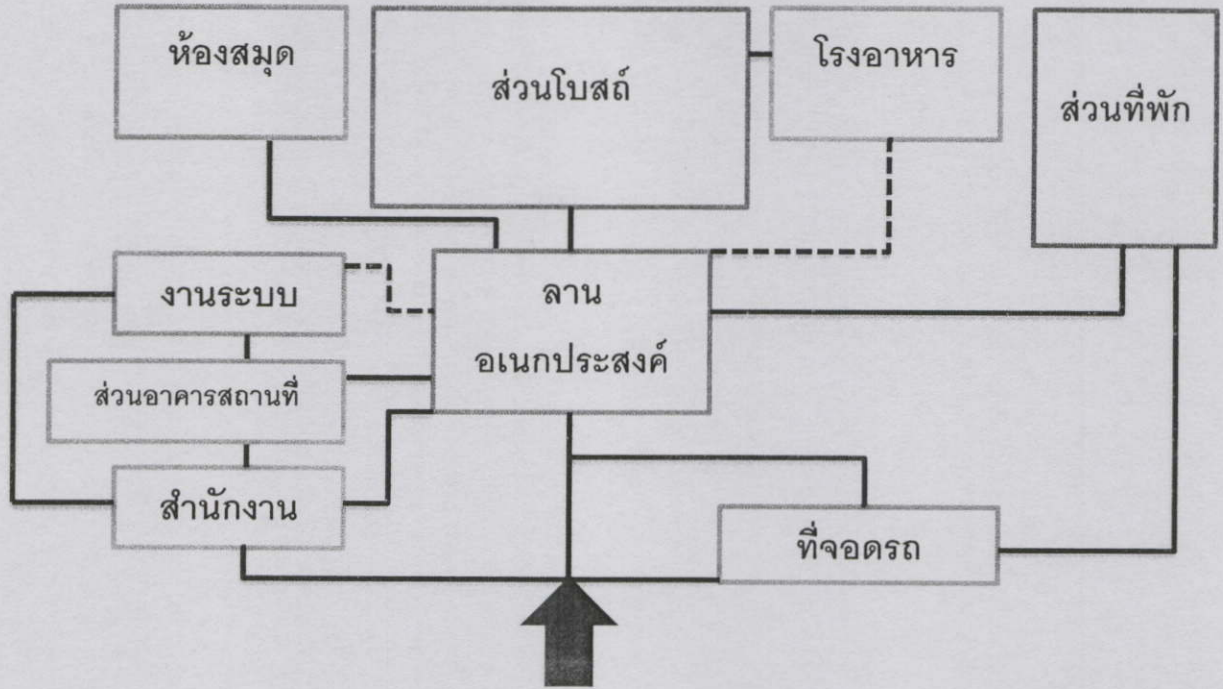 ห้องสมุด
ส่วนโบสถ์
โรงอาหาร
ส่วนที่พัก
งานระบบ
ลาน
อเนกประสงค์
ส่วนอาคารสถานที่
สำนักงาน
ที่จอดรถ